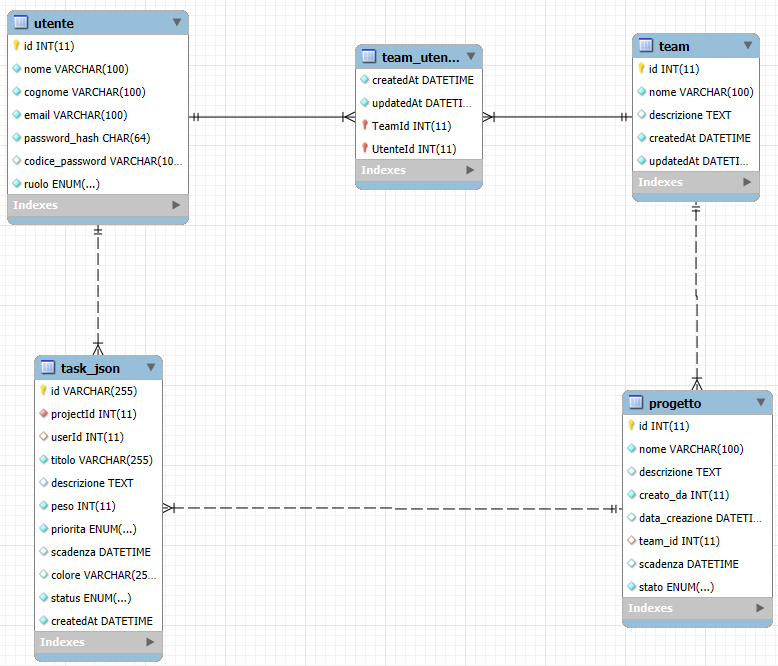 utente
id INT(11)
nome VARCHAR(100)
cognome VARCHAR(100)
email VARCHAR(100)
password_hash CHAR(64)
codice_password VARCHAR(10...
ruolo ENUM(...)
Indexes
team_uten...
createdAt DATETIME
updatedAt DATETI...
TeamId INT(11)
UtenteId INT(11)
Indexes
team
id INT(11)
nome VARCHAR(100)
descrizione TEXT
createdAt DATETIME
updatedAt DATETI...
Indexes
task_json
id VARCHAR(255)
projectId INT(11)
userId INT(11)
titolo VARCHAR(255)
descrizione TEXT
peso INT(11)
priorita ENUM(...)
scadenza DATETIME
colore VARCHAR(25...
status ENUM(...)
createdAt DATETIME
Indexes
progetto
id INT(11)
nome VARCHAR(100)
descrizione TEXT
creato_da INT(11)
data_creazione DATETI...
team_id INT(11)
scadenza DATETIME
stato ENUM(...)
Indexes